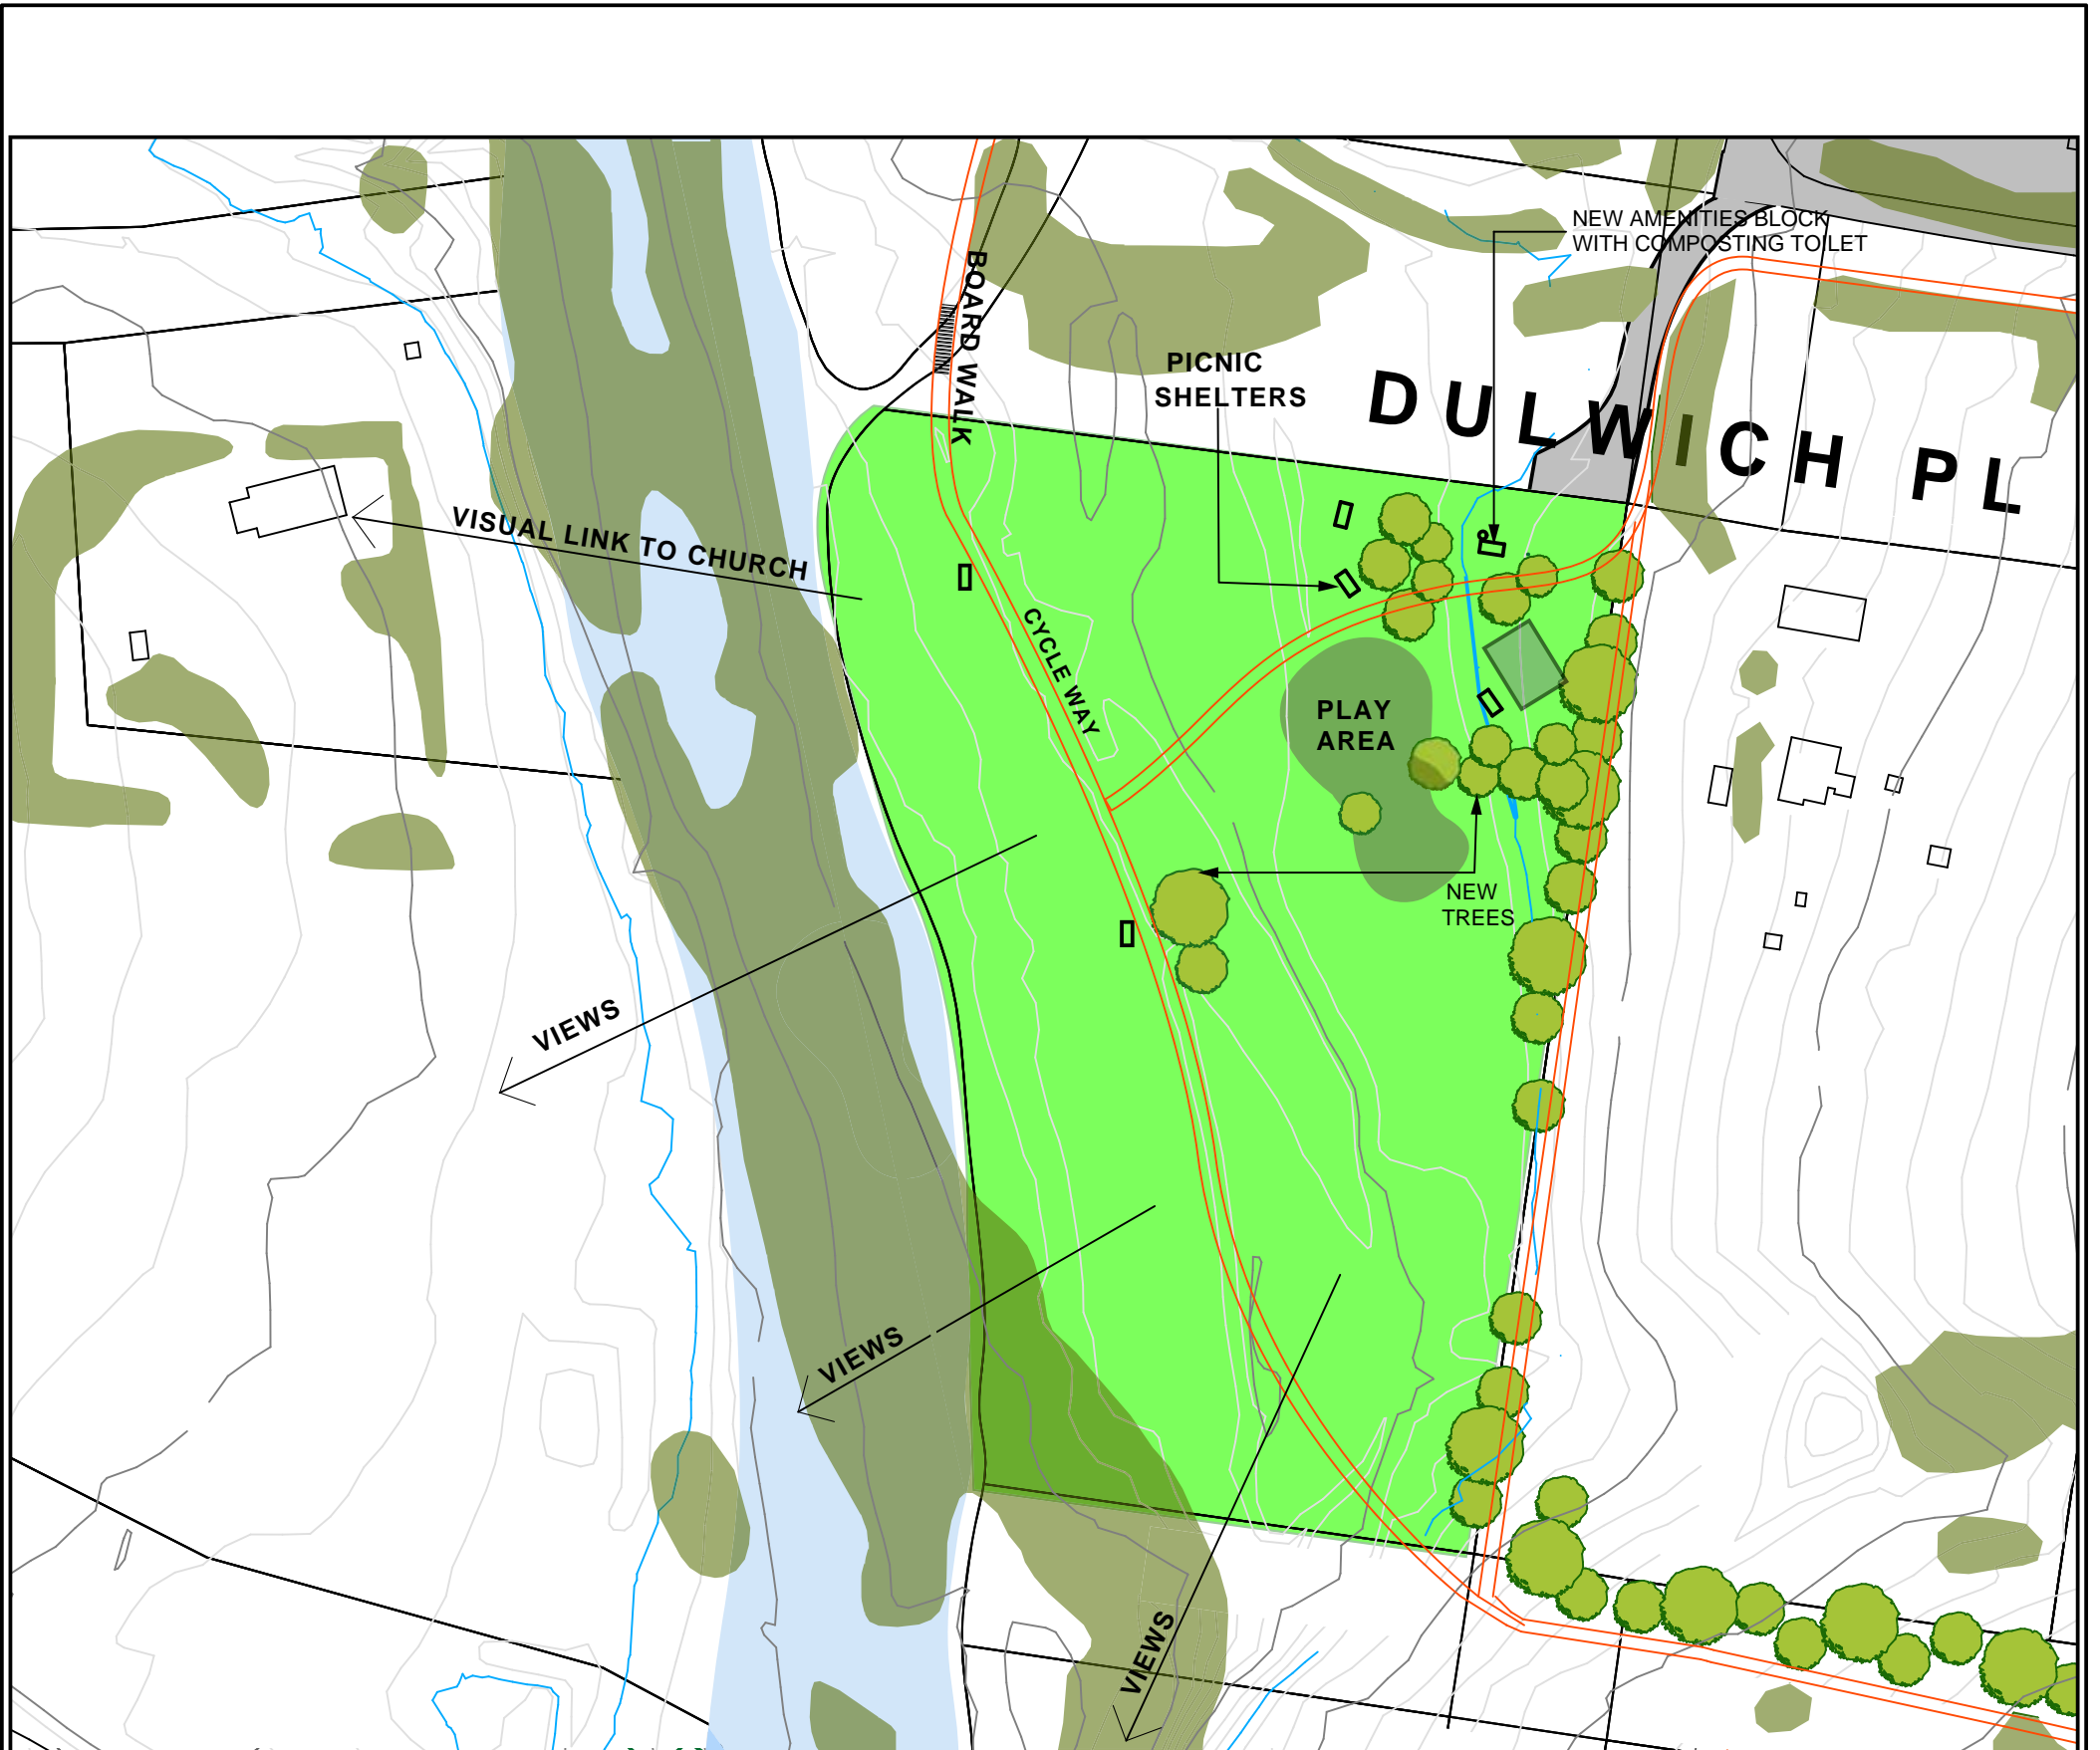 NEW AMENITIES BLOCK
WITH COMPOSTING TOILET
BOARD WALK
PICNIC
SHELTERS
DULWICH PL
VISUAL LINK TO CHURCH
CYCLE WAY
PLAY
AREA
NEW
TREES
VIEWS
VIEWS
VIEWS